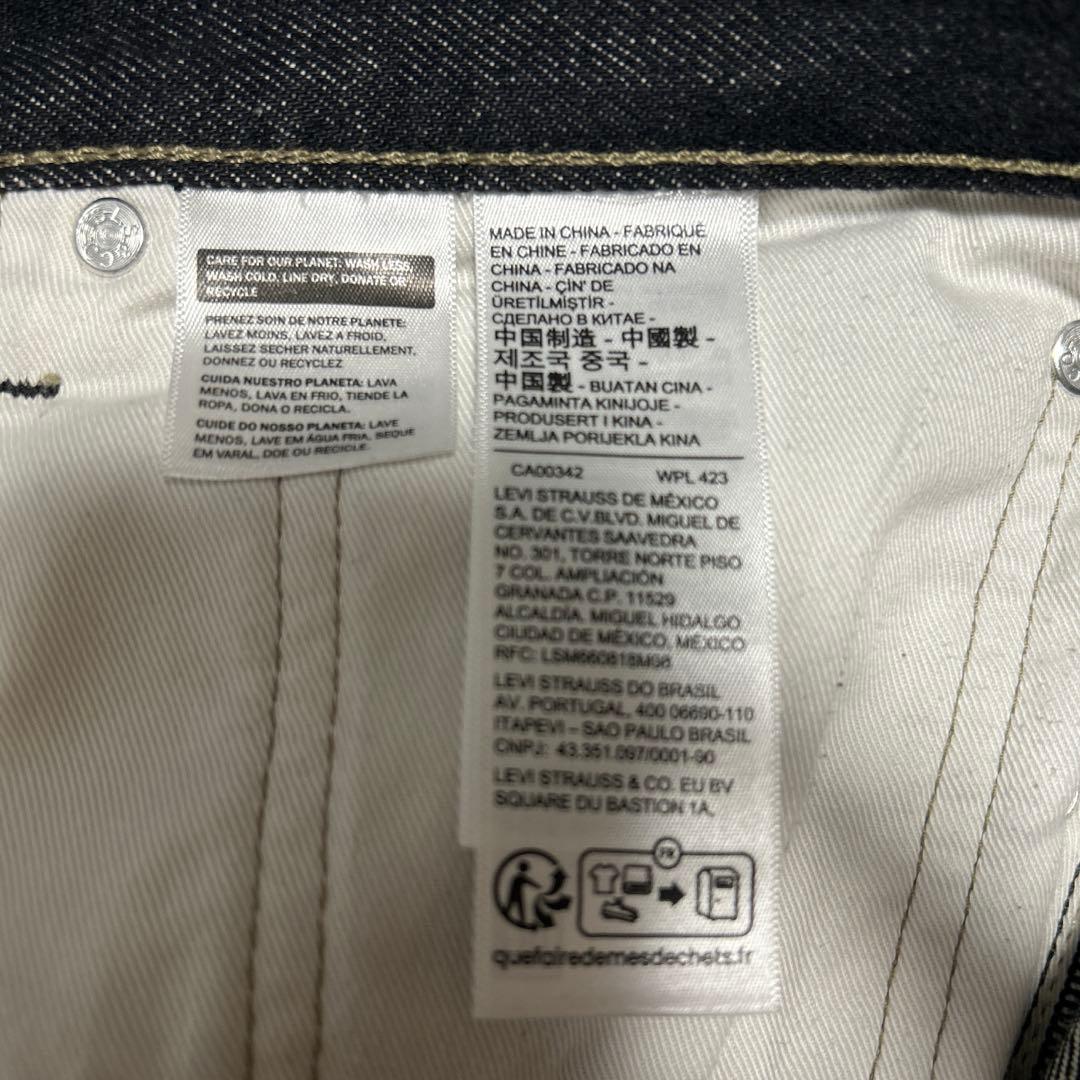 CARE FOR OUR PLANET: WASH LESS,
WASH COLD, LINE DRY, DONATE OR
RECYCLE
PRENEZ SOIN DE NOTRE PLANETE:
LAVEZ MOINS, LAVEZ A FROID,
LAISSEZ SECHER NATURELLEMENT,
DONNEZ OU RECYCLEZ
CUIDA NUESTRO PLANETA: LAVA
MENOS, LAVA EN FRIO, TIENDE LA
ROPA, DONA O RECICLA.
CUIDE DO NOSSO PLANETA: LAVE
MENOS, LAVE EM ÁGUA FRIA, SEQUE
EM VARAL, DOE OU RECICLE.
MADE IN CHINA - FABRIQUÉ
EN CHINE - FABRICADO EN
CHINA - FABRICADO NA
CHINA - ÇİN' DE
ÜRETİLMİŞTİR -
СДЕЛАНО В КИТАЕ -
中国制造 - 中國製 -
제조국 중국 -
中国製 - BUATAN CINA -
PAGAMINTA KINIJOJE -
PRODUSERT I KINA -
ZEMLJA PORIJEKLA KINA
CA00342 WPL 423
LEVI STRAUSS DE MÉXICO
S.A. DE C.V.BLVD. MIGUEL DE
CERVANTES SAAVEDRA
NO. 301, TORRE NORTE PISO
7 COL. AMPLIACIÓN
GRANADA C.P. 11529
ALCALDÍA. MIGUEL HIDALGO
CIUDAD DE MÉXICO, MÉXICO
RFC:
LEVI STRAUSS DO BRASIL
AV. PORTUGAL, 400 06690-110
ITAPEVI – SAO PAULO BRASIL
CNPJ: 43.351.097/0001-90
LEVI STRAUSS & CO. EU BV
SQUARE DU BASTION 1A,
FR
quefairedemesdechets.fr